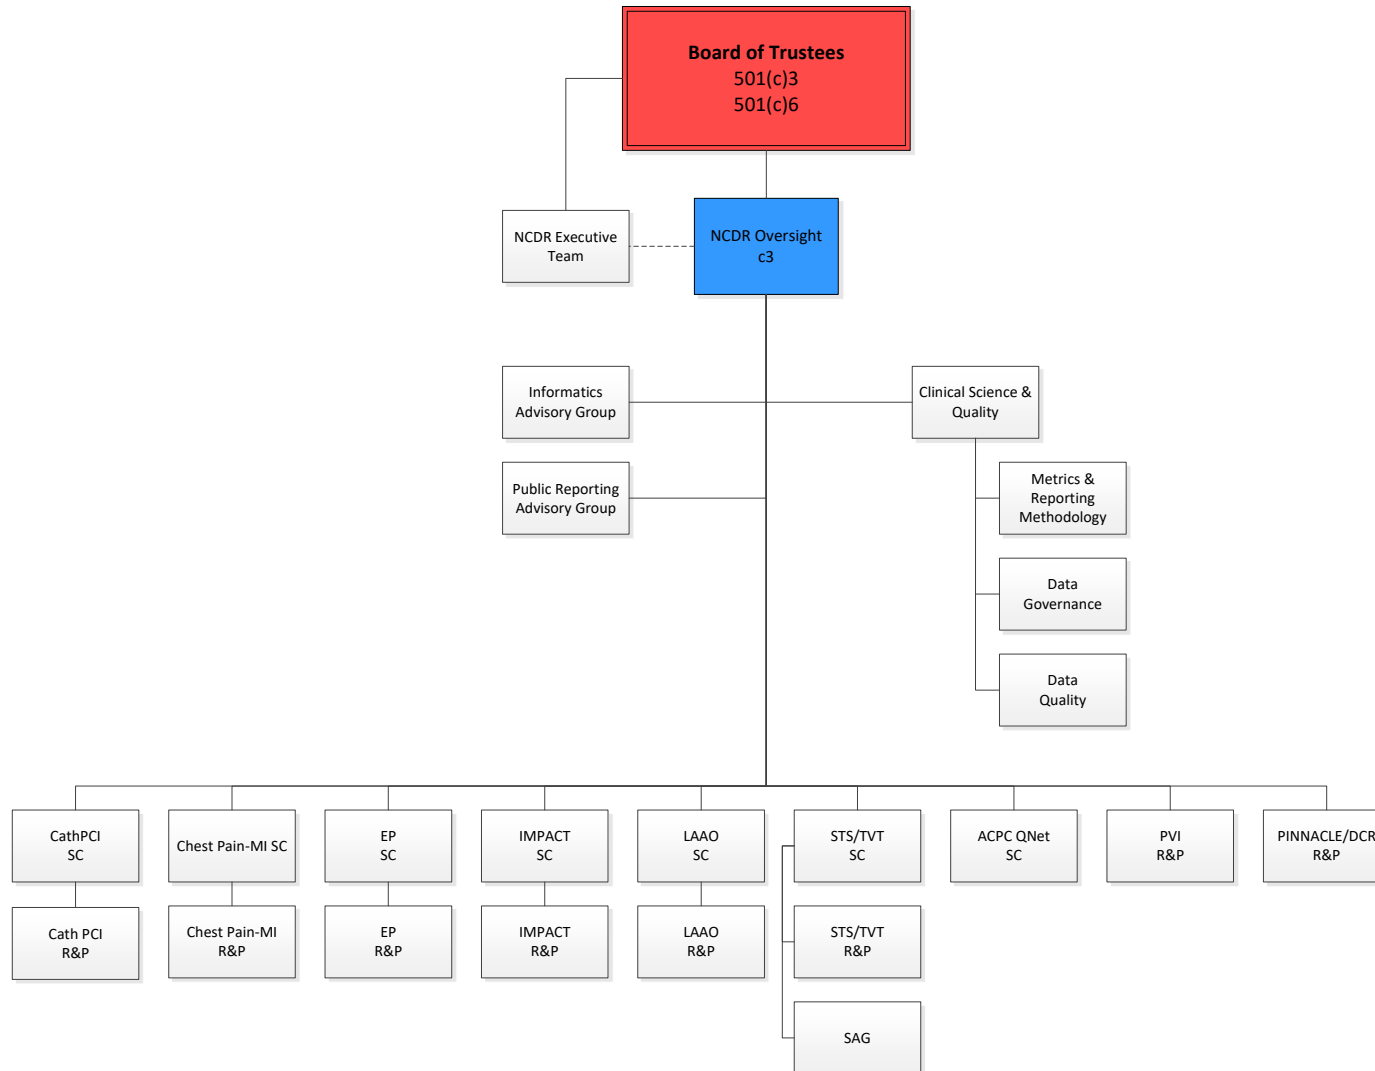 Board of Trustees
501(c)3
501(c)6
NCDR Executive
Team
NCDR Oversight
c3
Informatics
Advisory Group
Clinical Science &
Quality
Public Reporting
Advisory Group
Metrics &
Reporting
Methodology
Data
Governance
Data
Quality
CathPCI
SC
Chest Pain-MI SC
EP
SC
IMPACT
SC
LAAO
SC
STS/TVT
SC
ACPC QNet
SC
PVI
R&P
PINNACLE/DCR
R&P
Cath PCI
R&P
Chest Pain-MI
R&P
EP
R&P
IMPACT
R&P
LAAO
R&P
STS/TVT
R&P
SAG